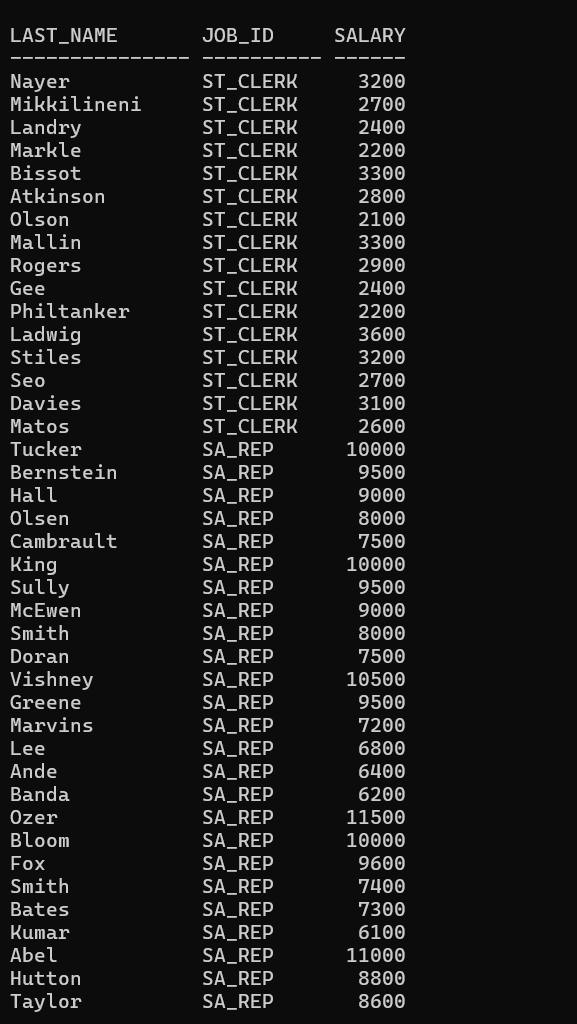 LAST_NAME       JOB_ID     SALARY
--------------- ---------- ------
Nayer           ST_CLERK     3200
Mikkilineni     ST_CLERK     2700
Landry          ST_CLERK     2400
Markle          ST_CLERK     2200
Bissot          ST_CLERK     3300
Atkinson        ST_CLERK     2800
Olson           ST_CLERK     2100
Mallin          ST_CLERK     3300
Rogers          ST_CLERK     2900
Gee             ST_CLERK     2400
Philtanker      ST_CLERK     2200
Ladwig          ST_CLERK     3600
Stiles          ST_CLERK     3200
Seo             ST_CLERK     2700
Davies          ST_CLERK     3100
Matos           ST_CLERK     2600
Tucker          SA_REP      10000
Bernstein       SA_REP       9500
Hall            SA_REP       9000
Olsen           SA_REP       8000
Cambrault       SA_REP       7500
King            SA_REP      10000
Sully           SA_REP       9500
McEwen          SA_REP       9000
Smith           SA_REP       8000
Doran           SA_REP       7500
Vishney         SA_REP      10500
Greene          SA_REP       9500
Marvins         SA_REP       7200
Lee             SA_REP       6800
Ande            SA_REP       6400
Banda           SA_REP       6200
Ozer            SA_REP      11500
Bloom           SA_REP      10000
Fox             SA_REP       9600
Smith           SA_REP       7400
Bates           SA_REP       7300
Kumar           SA_REP       6100
Abel            SA_REP      11000
Hutton          SA_REP       8800
Taylor          SA_REP       8600